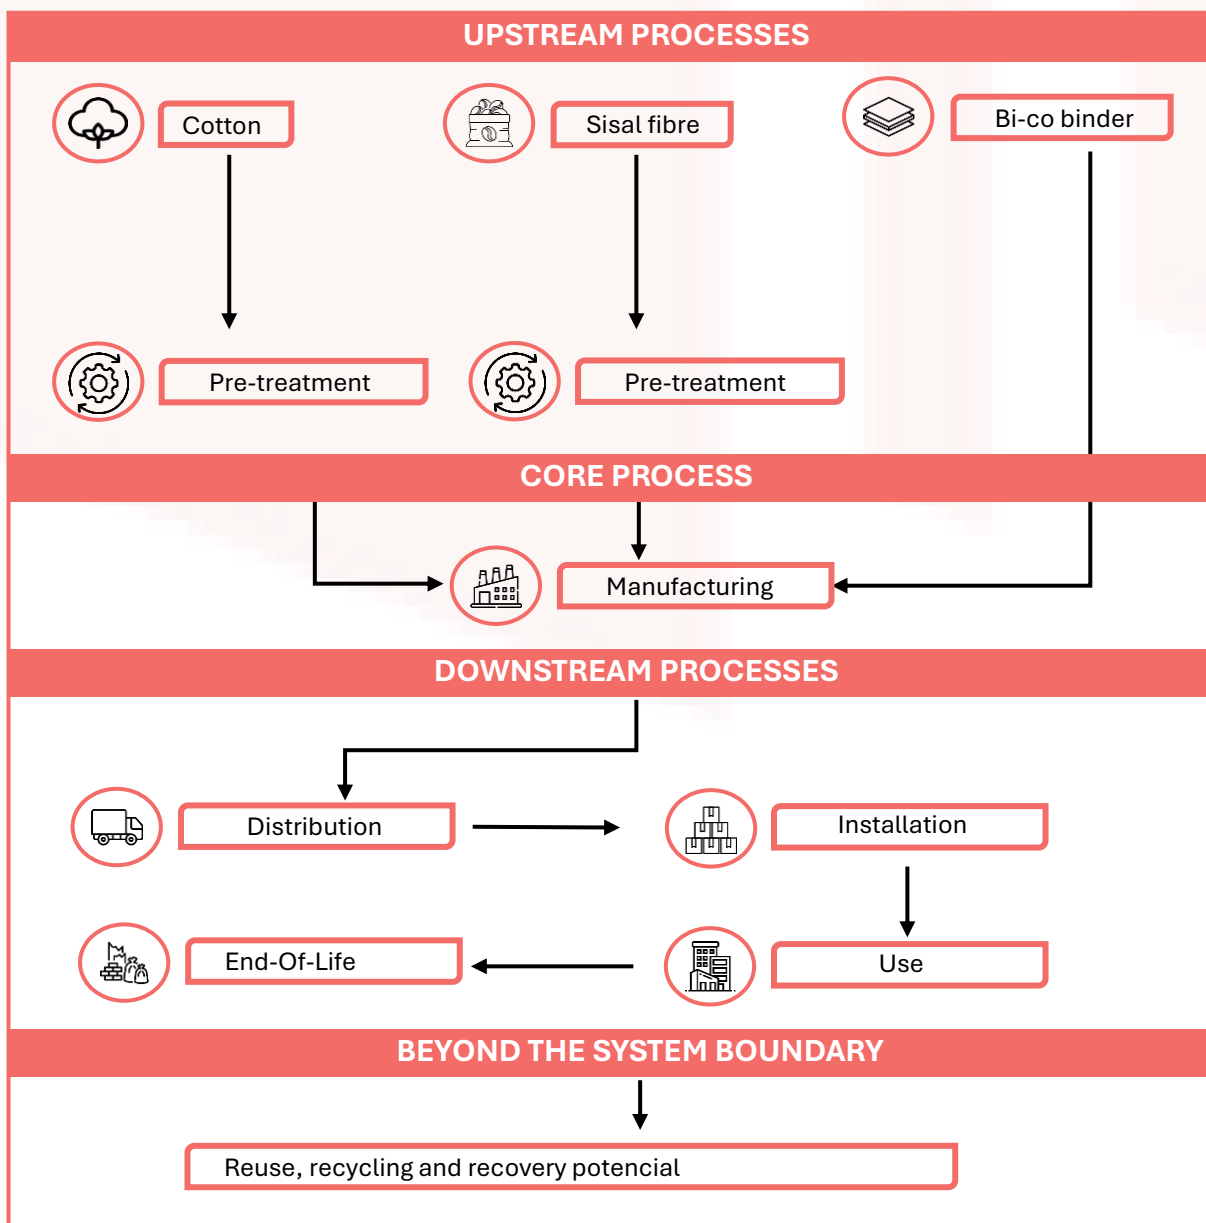 UPSTREAM PROCESSES
Cotton
Sisal fibre
Bi-co binder
Pre-treatment
Pre-treatment
CORE PROCESS
Manufacturing
DOWNSTREAM PROCESSES
Distribution
Installation
End-Of-Life
Use
BEYOND THE SYSTEM BOUNDARY
Reuse, recycling and recovery potencial